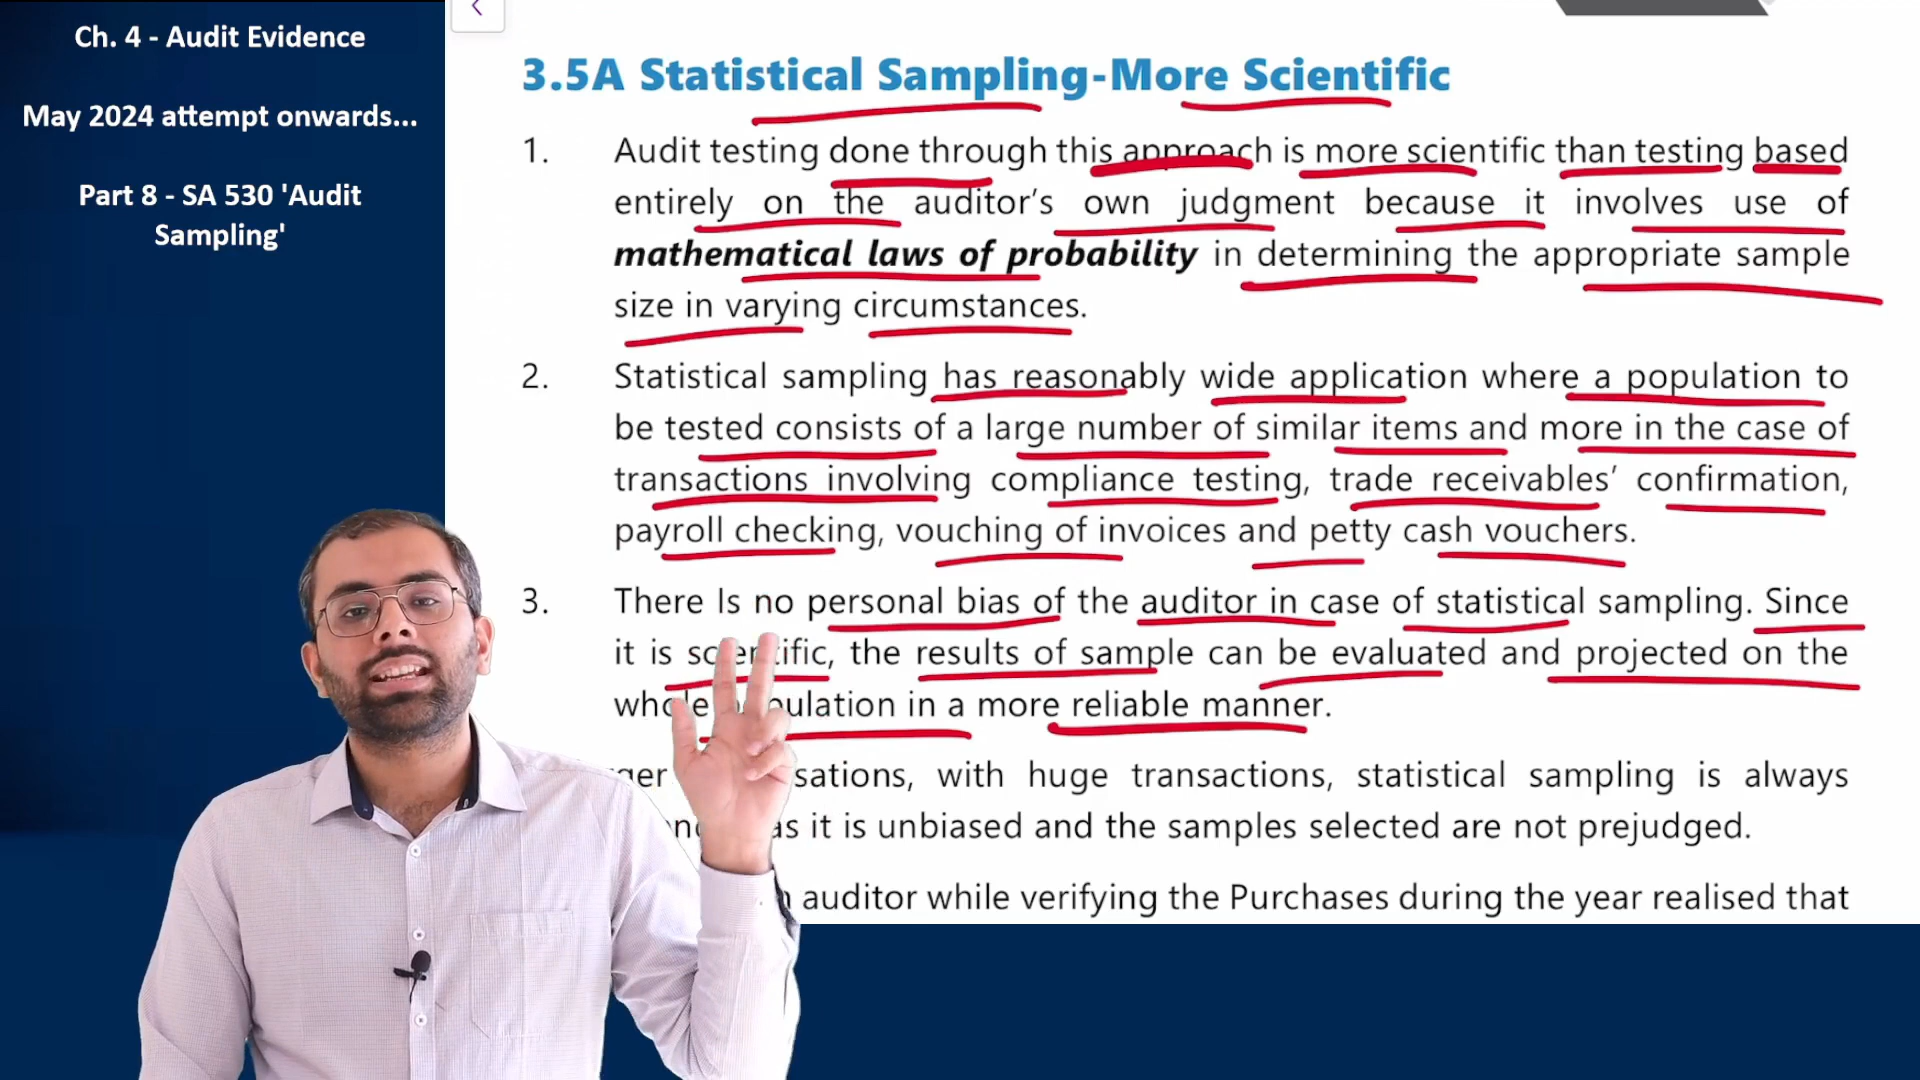 Ch. 4 - Audit Evidence
May 2024 attempt onwards...
Part 8 - SA 530 'Audit
Sampling'
3.5A Statistical Sampling-More Scientific
1. Audit testing done through this approach is more scientific than testing based
entirely on the auditor's own judgment because it involves use of
mathematical laws of probability in determining the appropriate sample
size in varying circumstances.
2. Statistical sampling has reasonably wide application where a population to
be tested consists of a large number of similar items and more in the case of
transactions involving compliance testing, trade receivables' confirmation,
payroll checking, vouching of invoices and petty cash vouchers.
3. There Is no personal bias of the auditor in case of statistical sampling. Since
it is scientific, the results of sample can be evaluated and projected on the
whole population in a more reliable manner.
with huge transactions, statistical sampling is always
as it is unbiased and the samples selected are not prejudged.
auditor while verifying the Purchases during the year realised that